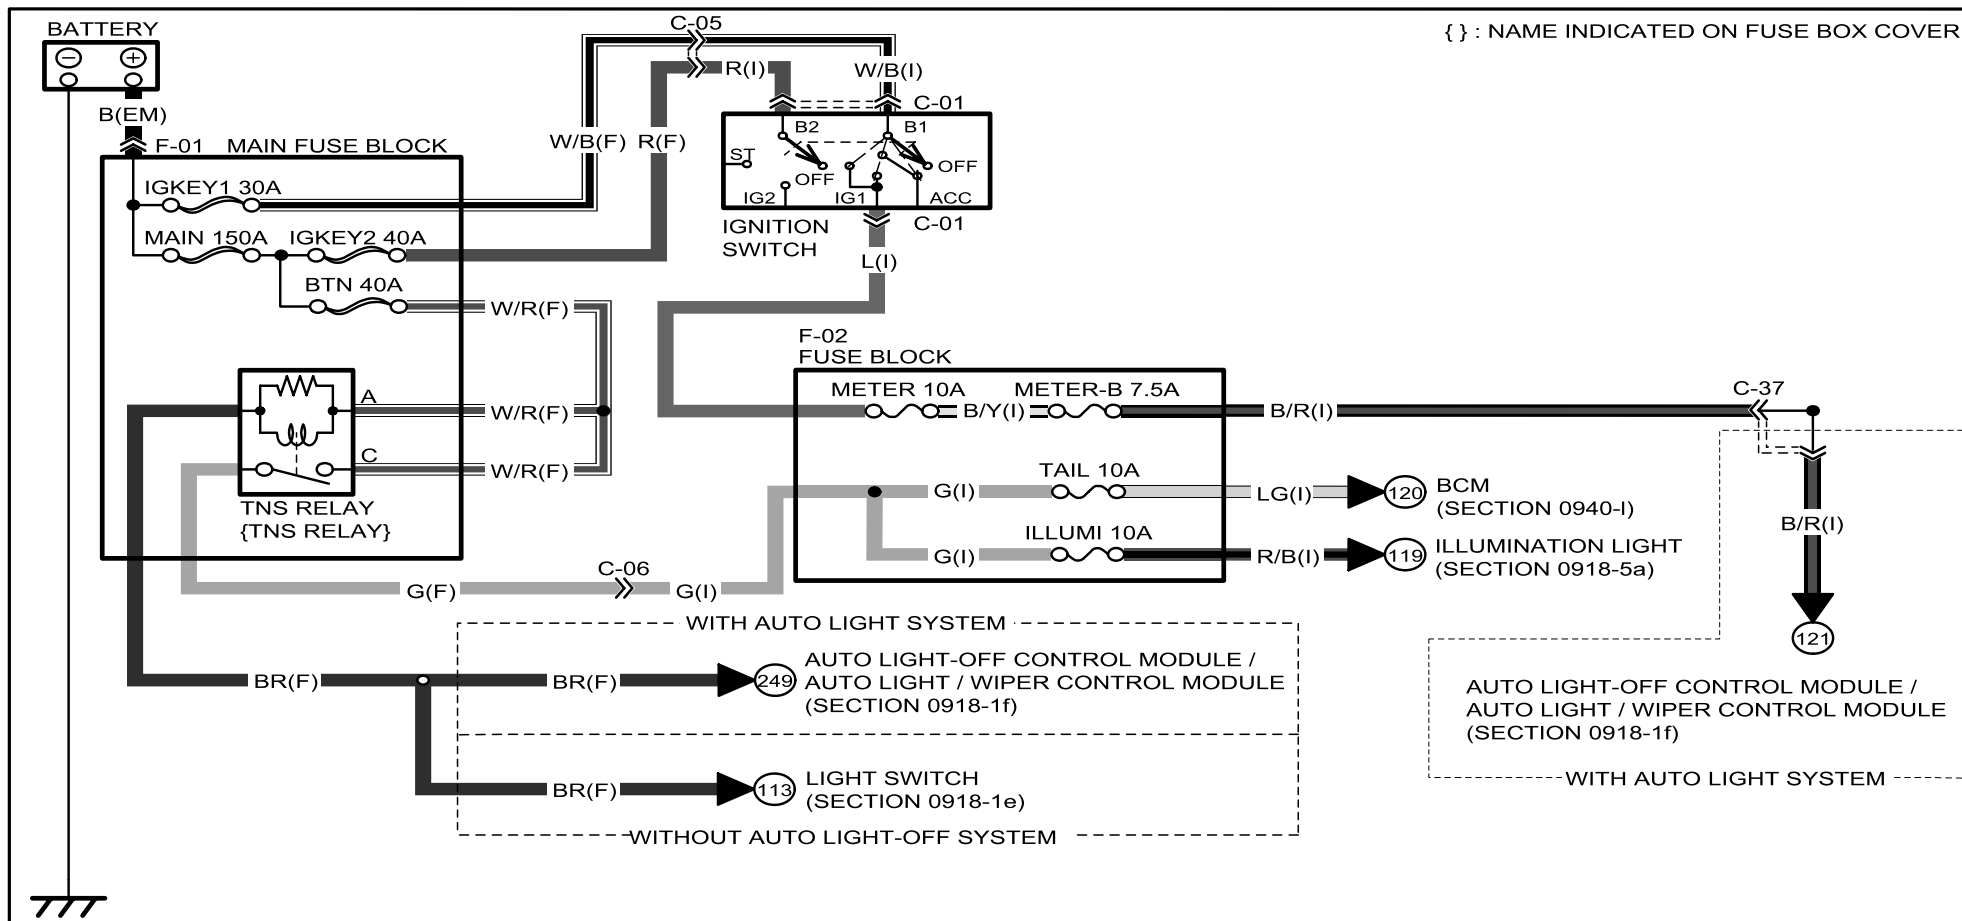 BATTERY
C-05
{ } : NAME INDICATED ON FUSE BOX COVER
− +
R(I)
W/B(I)
B(EM)
C-01
F-01 MAIN FUSE BLOCK
W/B(F) R(F)
B2
B1
ST
OFF
OFF
IG2
IG1
ACC
IGKEY1 30A
IGNITION
SWITCH
C-01
MAIN 150A IGKEY2 40A
L(I)
BTN 40A
W/R(F)
F-02
FUSE BLOCK
METER 10A
METER-B 7.5A
C-37
A
W/R(F)
B/Y(I)
B/R(I)
C
W/R(F)
TAIL 10A
G(I)
LG(I)
120
BCM
(SECTION 0940-I)
TNS RELAY
{TNS RELAY}
B/R(I)
ILLUMI 10A
G(I)
R/B(I)
119
ILLUMINATION LIGHT
(SECTION 0918-5a)
C-06
G(F)
G(I)
121
WITH AUTO LIGHT SYSTEM
BR(F)
BR(F)
249
AUTO LIGHT-OFF CONTROL MODULE /
AUTO LIGHT / WIPER CONTROL MODULE
(SECTION 0918-1f)
AUTO LIGHT-OFF CONTROL MODULE /
AUTO LIGHT / WIPER CONTROL MODULE
(SECTION 0918-1f)
WITH AUTO LIGHT SYSTEM
BR(F)
113
LIGHT SWITCH
(SECTION 0918-1e)
WITHOUT AUTO LIGHT-OFF SYSTEM